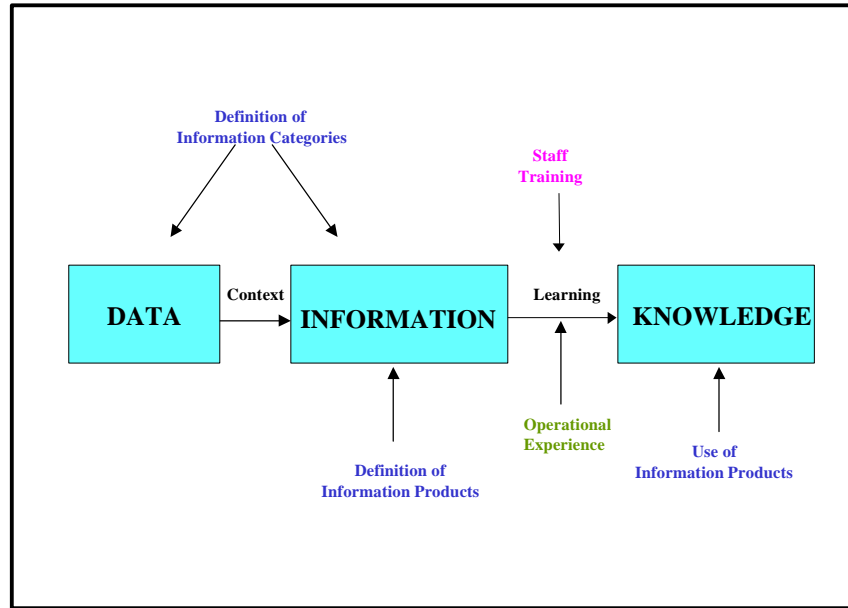 Definition of
Information Categories
Staff
Training
DATA
Context
INFORMATION
Learning
KNOWLEDGE
Definition of
Information Products
Operational
Experience
Use of
Information Products